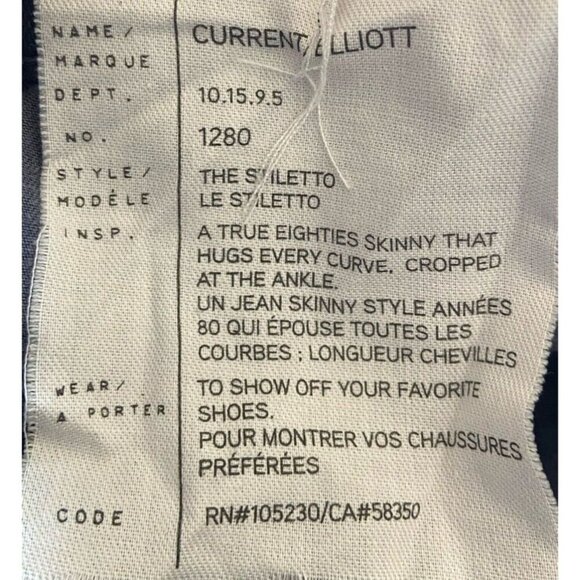 NAME/ CURRENT/ELLIOTT
MARQUE
DEPT. 10.15.9.5
NO. 1280
STYLE/ THE STILETTO
MODÉLE LE STILETTO
INSP. A TRUE EIGHTIES SKINNY THAT
HUGS EVERY CURVE. CROPPED
AT THE ANKLE.
UN JEAN SKINNY STYLE ANNÉES
80 QUI ÉPOUSE TOUTES LES
COURBES : LONGUEUR CHEVILLES
WEAR/ TO SHOW OFF YOUR FAVORITE
A PORTER SHOES.
POUR MONTRER VOS CHAUSSURES
PRÉFÉRÉES
CODE RN#105230/CA#58350